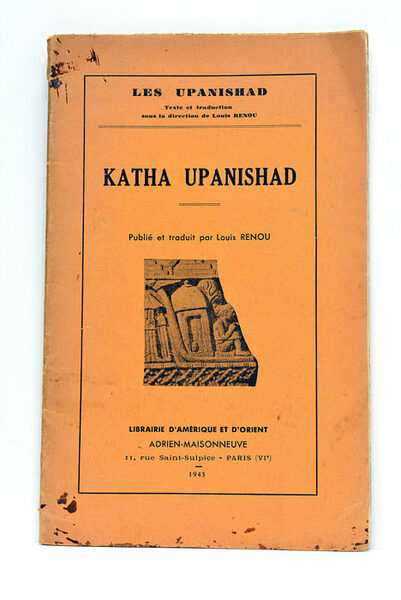 LES UPANISHAD
Texte et traduction
sous la direction de Louis RENOU
KATHA UPANISHAD
Publié et traduit par Louis RENOU
LIBRAIRIE D'AMÉRIQUE ET D'ORIENT
ADRIEN-MAISONNEUVE
11, rue Saint-Sulpice - PARIS (VIe)
1943